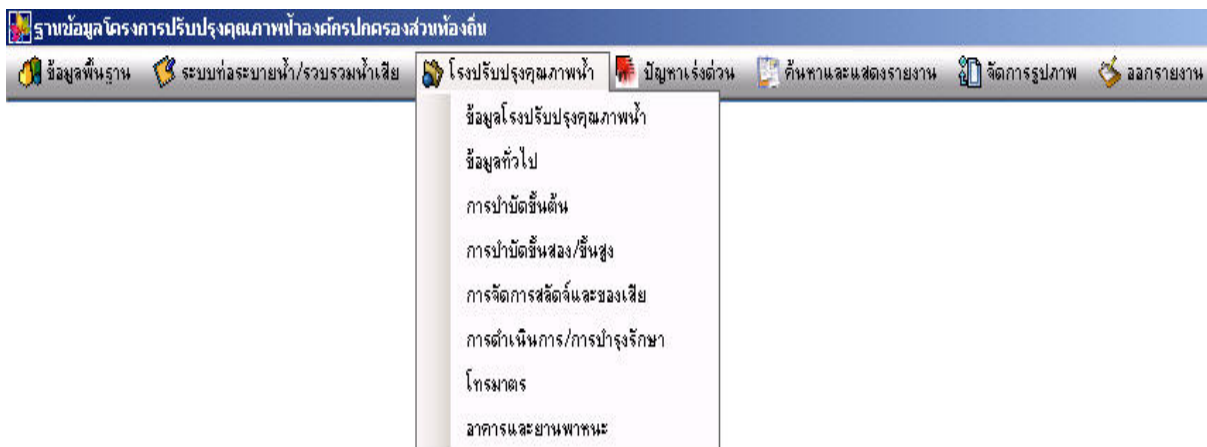 ฐานข้อมูลโครงการปรับปรุงคุณภาพน้ำองค์กรปกครองส่วนท้องถิ่น
ข้อมูลพื้นฐาน ระบบท่อระบายน้ำ/รวบรวมน้ำเสีย โรงปรับปรุงคุณภาพน้ำ ปัญหาเร่งด่วน ค้นหาและแสดงรายงาน จัดการรูปภาพ ออกรายงาน
ข้อมูลโรงปรับปรุงคุณภาพน้ำ
ข้อมูลทั่วไป
การบำบัดขั้นต้น
การบำบัดขั้นสอง/ขั้นสูง
การจัดการสลัดจ์และของเสีย
การดำเนินการ/การบำรุงรักษา
โทรมาตร
อาคารและยานพาหนะ